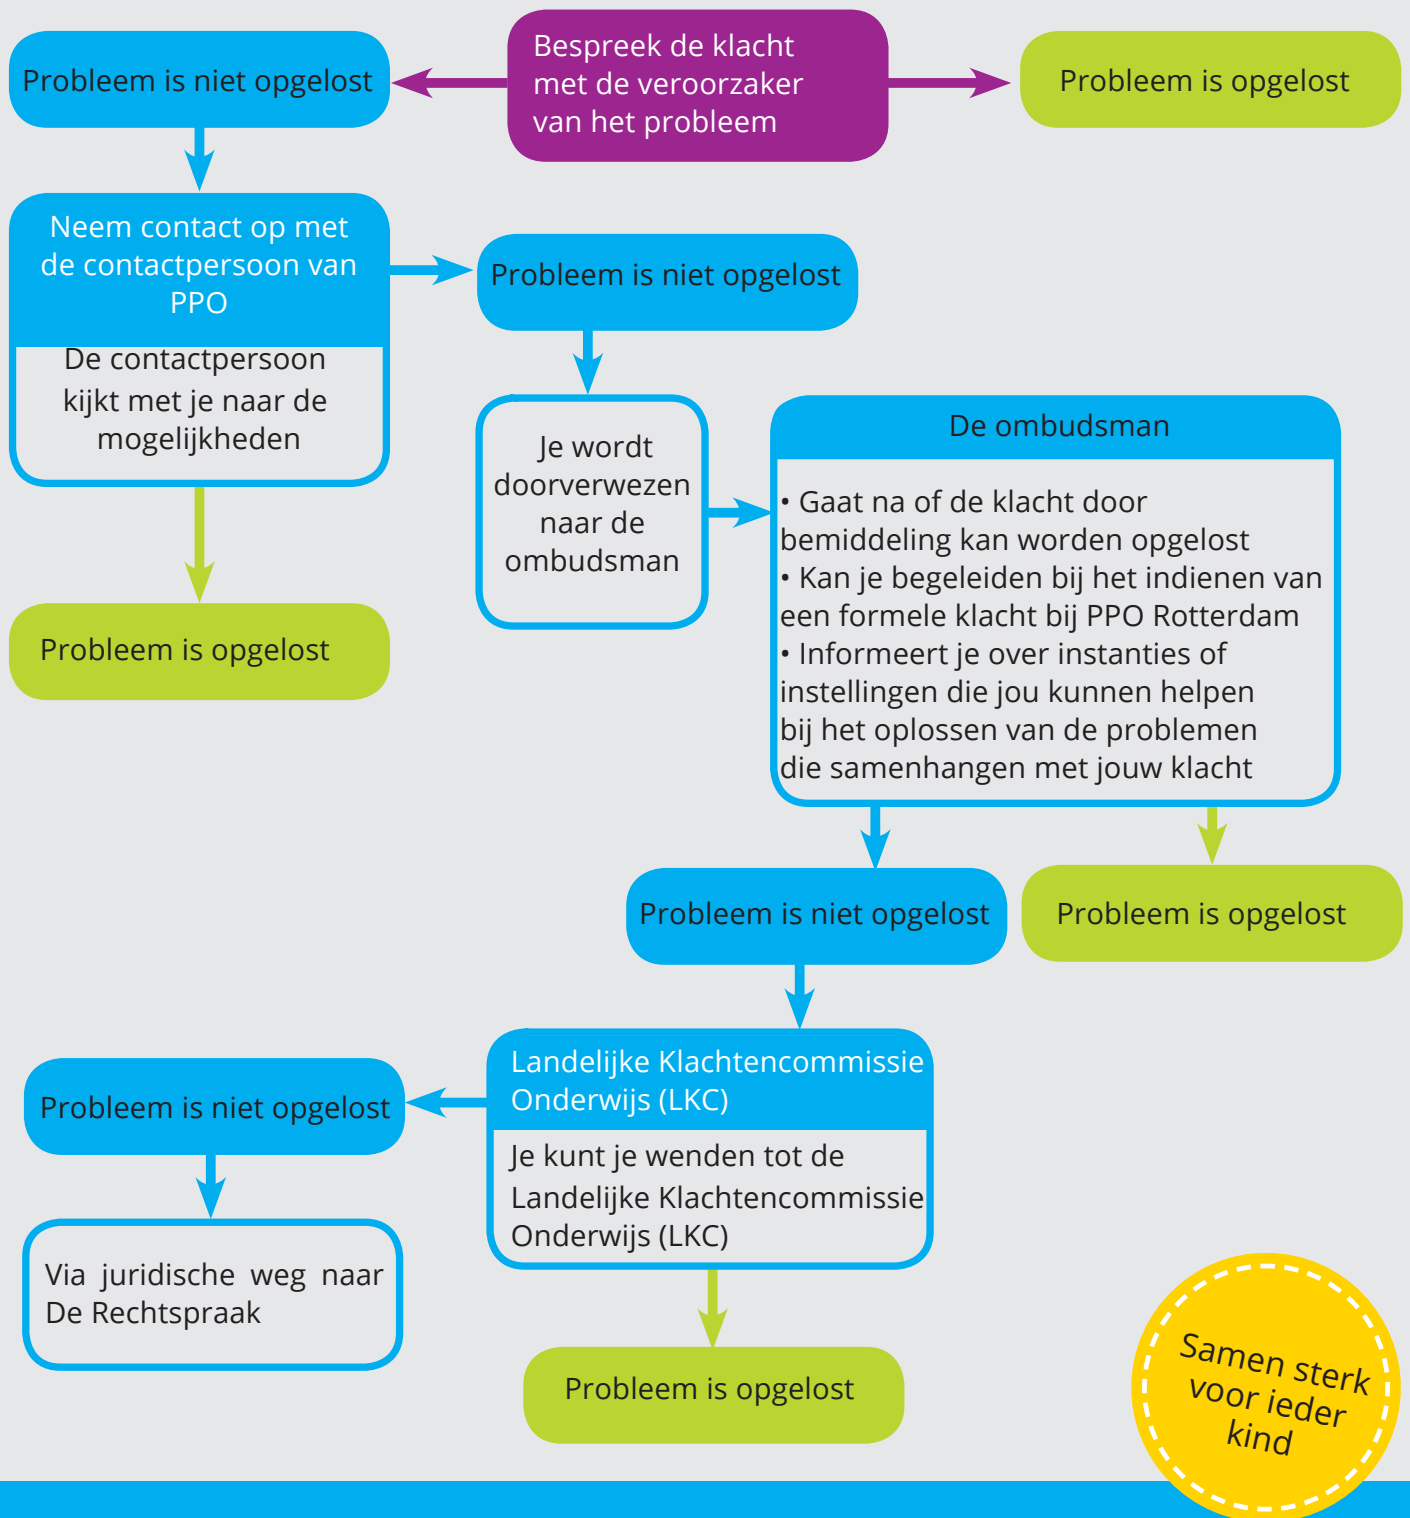 Probleem is niet opgelost
Bespreek de klacht
met de veroorzaker
van het probleem
Probleem is opgelost
Neem contact op met
de contactpersoon van
PPO
De contactpersoon
kijkt met je naar de
mogelijkheden
Probleem is niet opgelost
Je wordt
doorverwezen
naar de
ombudsman
De ombudsman
• Gaat na of de klacht door
bemiddeling kan worden opgelost
• Kan je begeleiden bij het indienen van
een formele klacht bij PPO Rotterdam
• Informeert je over instanties of
instellingen die jou kunnen helpen
bij het oplossen van de problemen
die samenhangen met jouw klacht
Probleem is opgelost
Probleem is niet opgelost
Probleem is opgelost
Landelijke Klachtencommissie
Onderwijs (LKC)
Je kunt je wenden tot de
Landelijke Klachtencommissie
Onderwijs (LKC)
Probleem is niet opgelost
Via juridische weg naar
De Rechtspraak
Probleem is opgelost
Samen sterk
voor ieder
kind